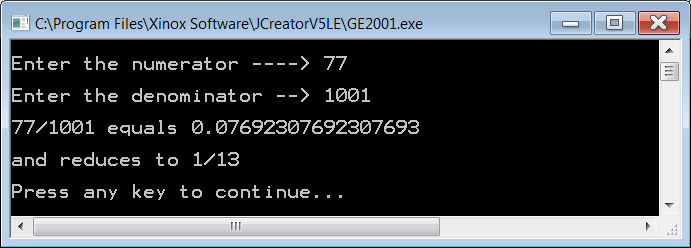 C:\Program Files\Xinox Software\JCreatorV5LE\GE2001.exe
Enter the numerator ----> 77
Enter the denominator --> 1001
77/1001 equals 0.07692307692307693
and reduces to 1/13
Press any key to continue...